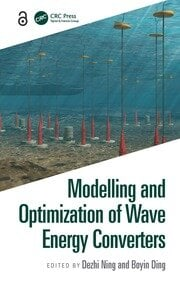 CRC Press
Taylor & Francis Group
Modelling and
Optimization of Wave
Energy Converters
EDITED BY Dezhi Ning and Boyin Ding